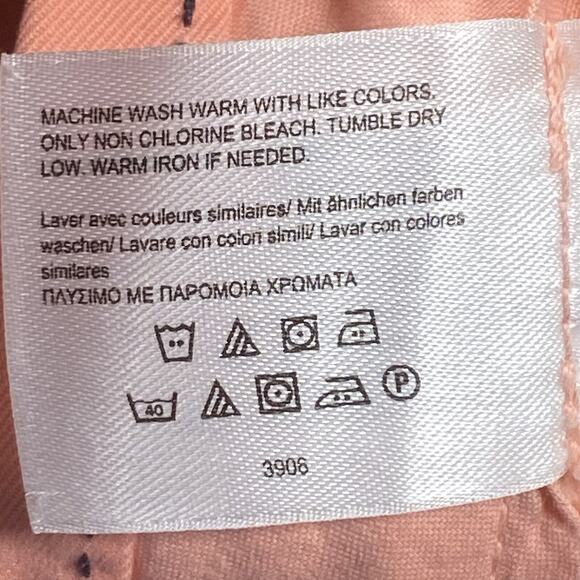 MACHINE WASH WARM WITH LIKE COLORS.
ONLY NON CHLORINE BLEACH. TUMBLE DRY
LOW. WARM IRON IF NEEDED.
Laver avec couleurs similaires/ Mit ähnlichen farben
waschen/ Lavare con colori simili/ Lavar con colores
similares
ΠΛΥΣΙΜΟ ΜΕ ΠΑΡΟΜΟΙΑ ΧΡΩΜΑΤΑ
40 P
3906